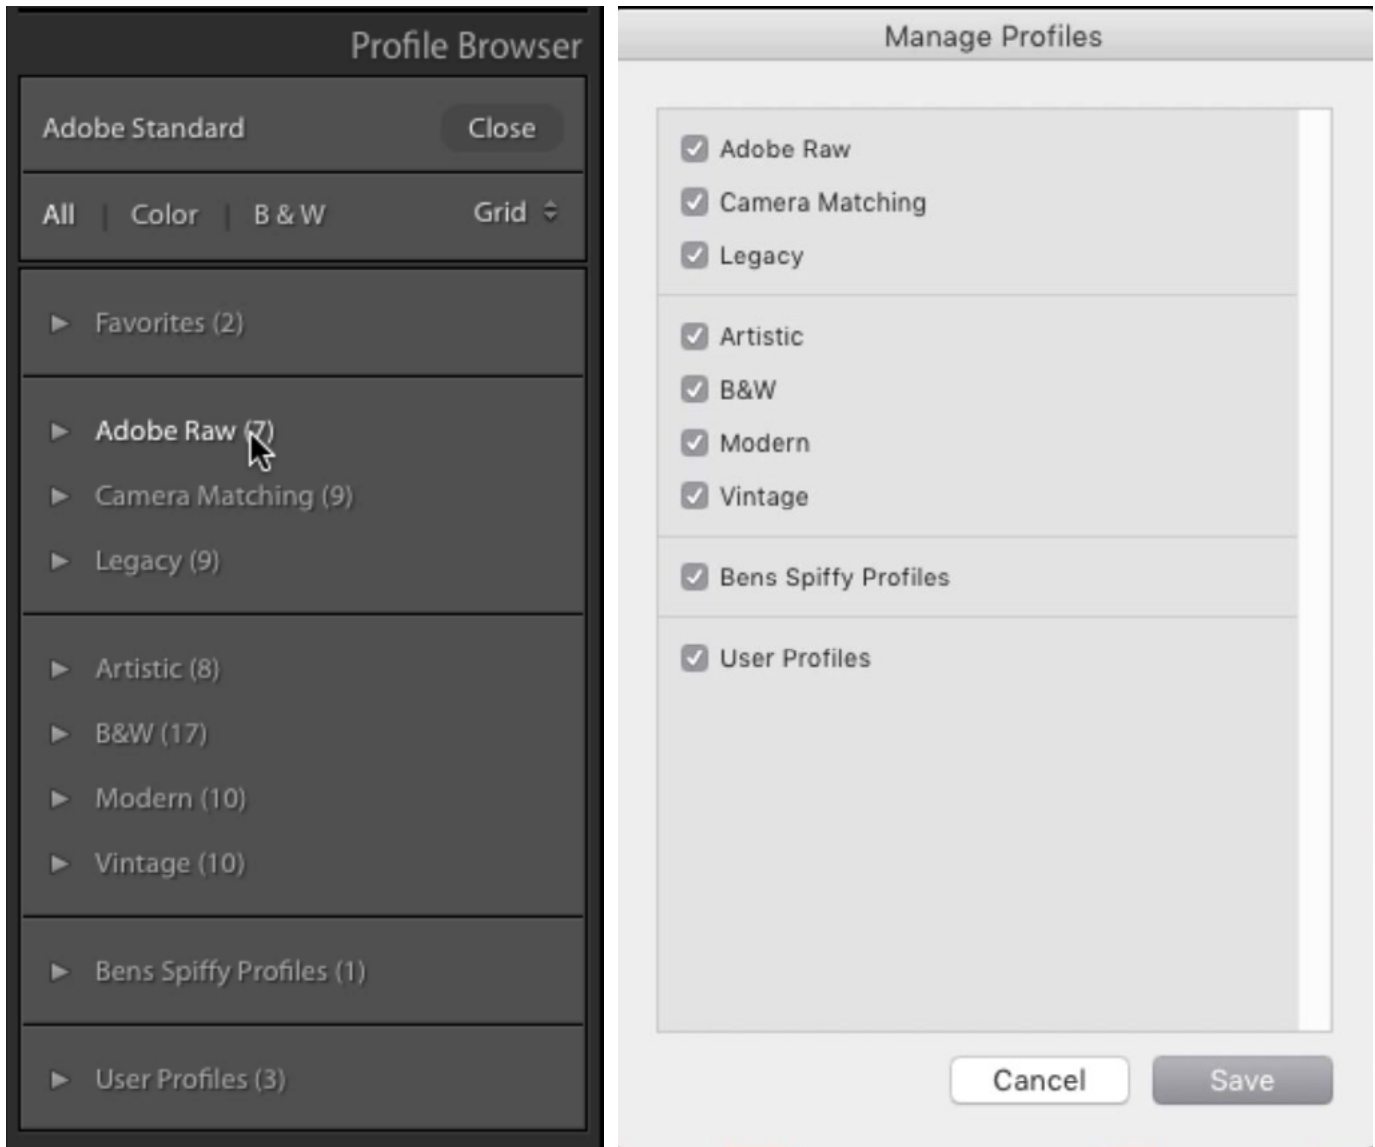 Profile Browser
Adobe Standard
Close
All | Color | B & W
Grid
Favorites (2)
Adobe Raw (7)
Camera Matching (9)
Legacy (9)
Artistic (8)
B&W (17)
Modern (10)
Vintage (10)
Bens Spiffy Profiles (1)
User Profiles (3)
Manage Profiles
Adobe Raw
Camera Matching
Legacy
Artistic
B&W
Modern
Vintage
Bens Spiffy Profiles
User Profiles
Cancel
Save